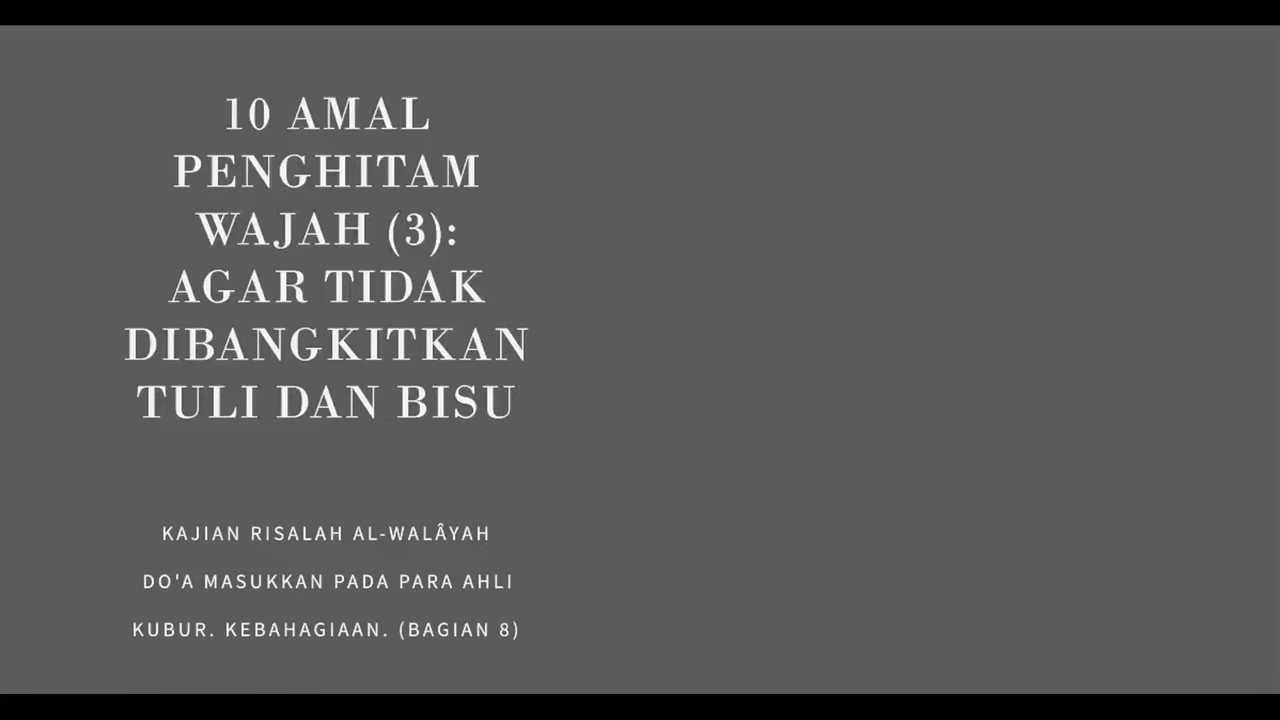 10 AMAL
PENGHITAM
WAJAH (3):
AGAR TIDAK
DIBANGKITKAN
TULI DAN BISU
KAJIAN RISALAH AL-WALÂYAH
DO'A MASUKKAN PADA PARA AHLI
KUBUR. KEBAHAGIAAN. (BAGIAN 8)